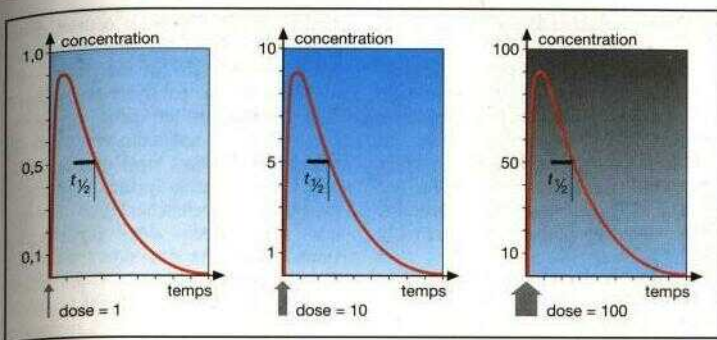 concentration
1,0
0,5
t½
0,1
temps
dose = 1
concentration
10
5
t½
1
temps
dose = 10
concentration
100
50
t½
10
temps
dose = 100